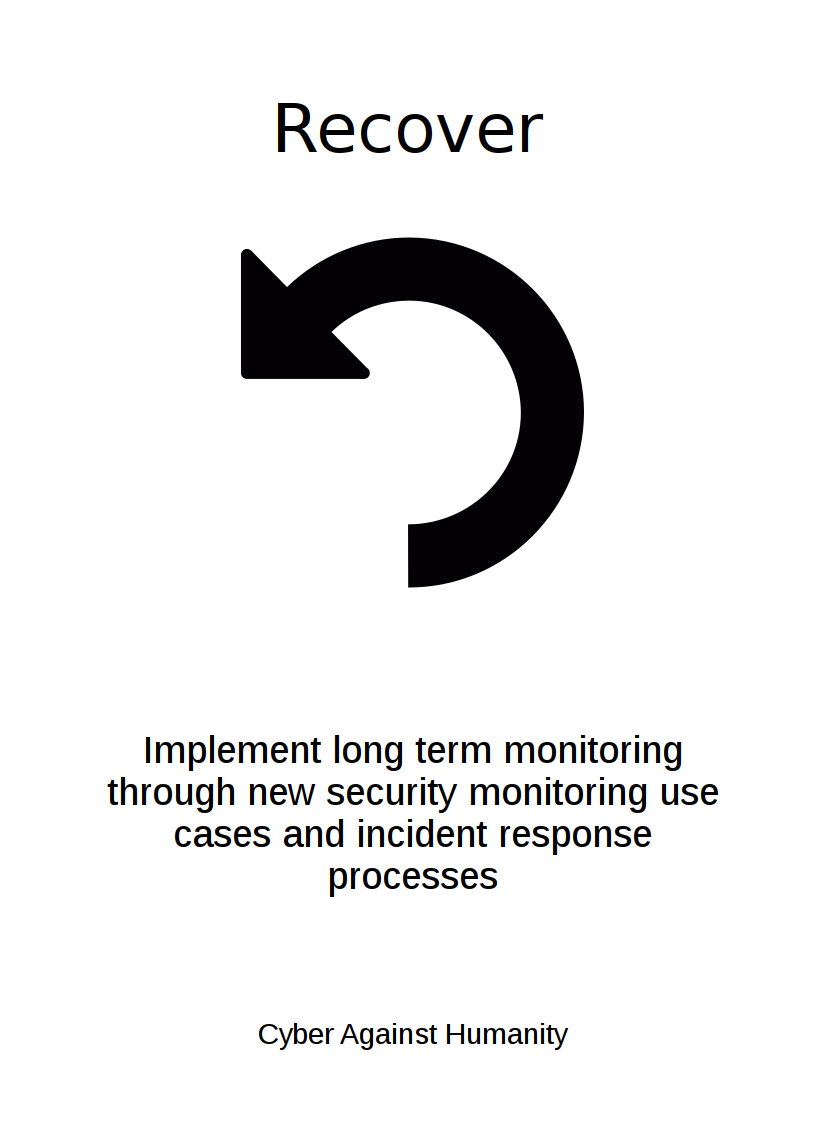 Recover
Implement long term monitoring
through new security monitoring use
cases and incident response
processes
Cyber Against Humanity